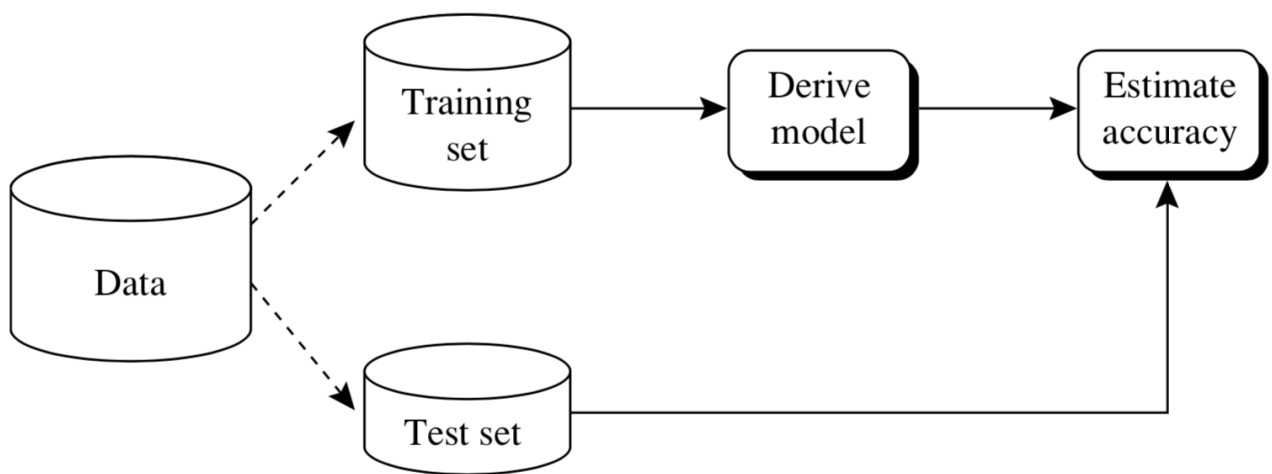 Data
Training
set
Test set
Derive
model
Estimate
accuracy